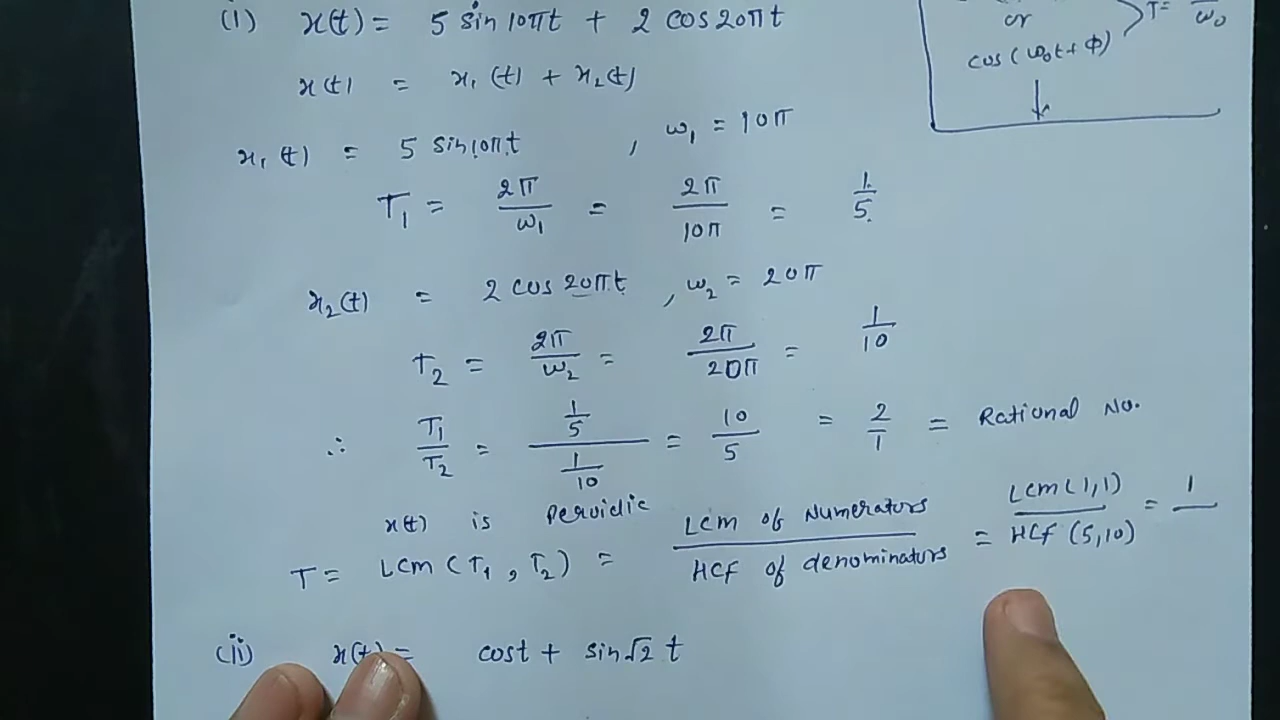 (i) x(t) = 5 sin 10πt + 2 cos 20πt
or
T = / ω₀
cos(ω₀t + φ)
x(t) = x₁(t) + x₂(t)
x₁(t) = 5 sin 10πt , ω₁ = 10π
T₁ = 2π/ω₁ = 2π/10π = 1/5
x₂(t) = 2 cos 20πt , ω₂ = 20π
T₂ = 2π/ω₂ = 2π/20π = 1/10
∴ T₁/T₂ = (1/5)/(1/10) = 10/5 = 2/1 = Rational No.
x(t) is periodic
T = LCM (T₁, T₂) = LCM of Numerators / HCF of denominators = LCM(1,1) / HCF (5,10) = 1/
(ii) x(t) = cost + sin√2 t